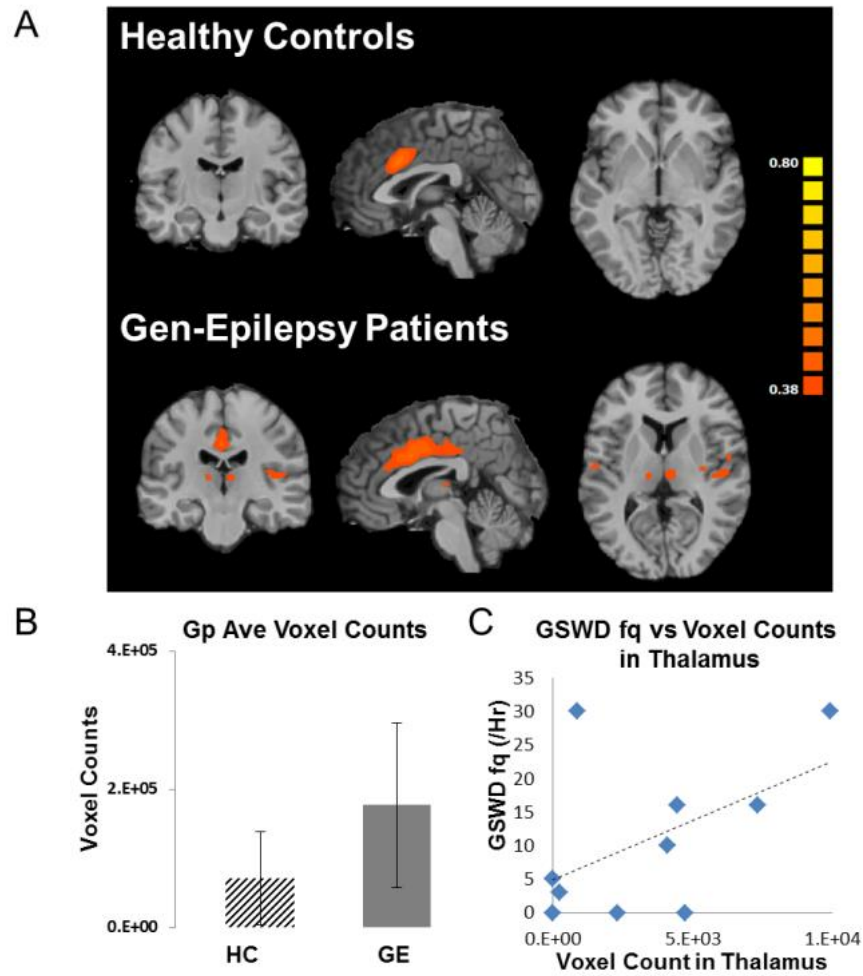 A
Healthy Controls
0.80
Gen-Epilepsy Patients
0.38
B
Gp Ave Voxel Counts
4.E+05
2.E+05
0.E+00
Voxel Counts
HC
GE
C
GSWD fq vs Voxel Counts
in Thalamus
35
30
25
20
15
10
5
0
GSWD fq (/Hr)
0.E+00
5.E+03
1.E+04
Voxel Count in Thalamus